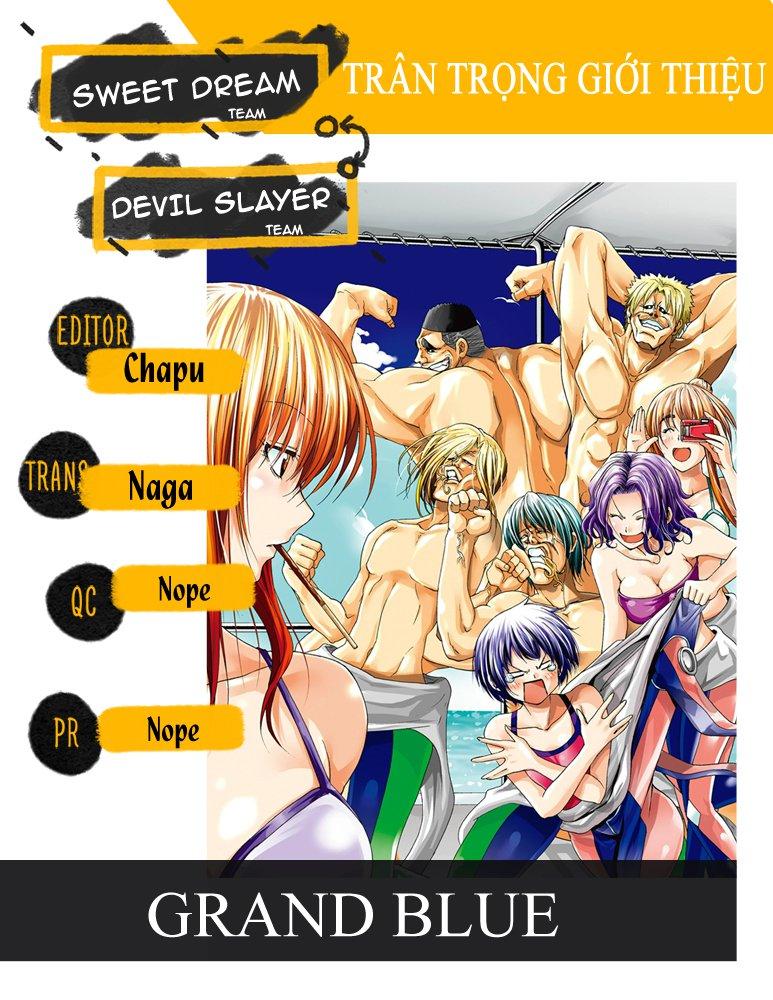 SWEET DREAM
TEAM
TRÂN TRỌNG GIỚI THIỆU
DEVIL SLAYER
TEAM
EDITOR
Chapu
TRANS
Naga
QC
Nope
PR
Nope
GRAND BLUE